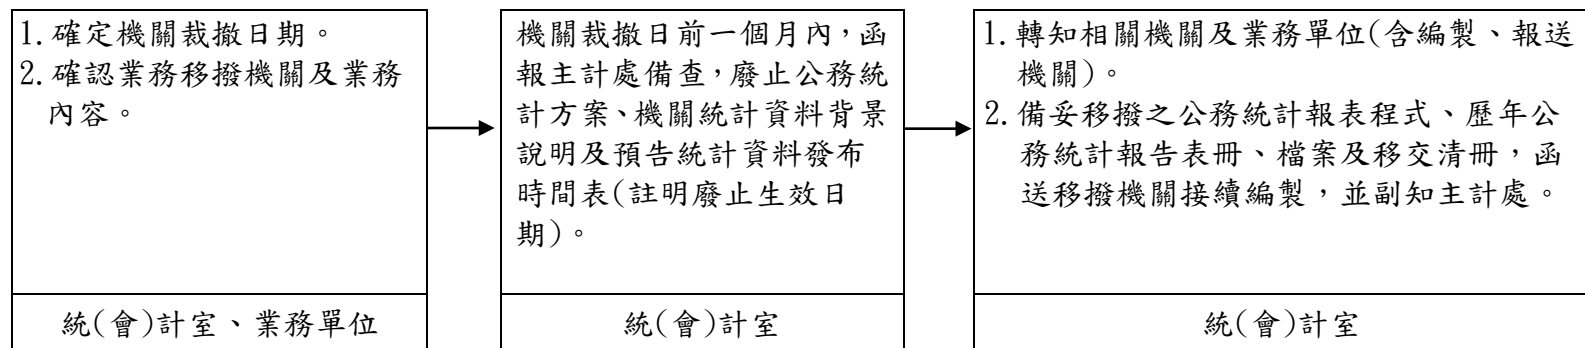 1.確定機關裁撤日期。
2.確認業務移撥機關及業務
內容。
統(會)計室、業務單位
機關裁撤日前一個月內，函
報主計處備查，廢止公務統
計方案、機關統計資料背景
說明及預告統計資料發布
時間表(註明廢止生效日
期)。
統(會)計室
1.轉知相關機關及業務單位(含編製、報送
機關)。
2.備妥移撥之公務統計報表程式、歷年公
務統計報告表冊、檔案及移交清冊，函
送移撥機關接續編製，並副知主計處。
統(會)計室